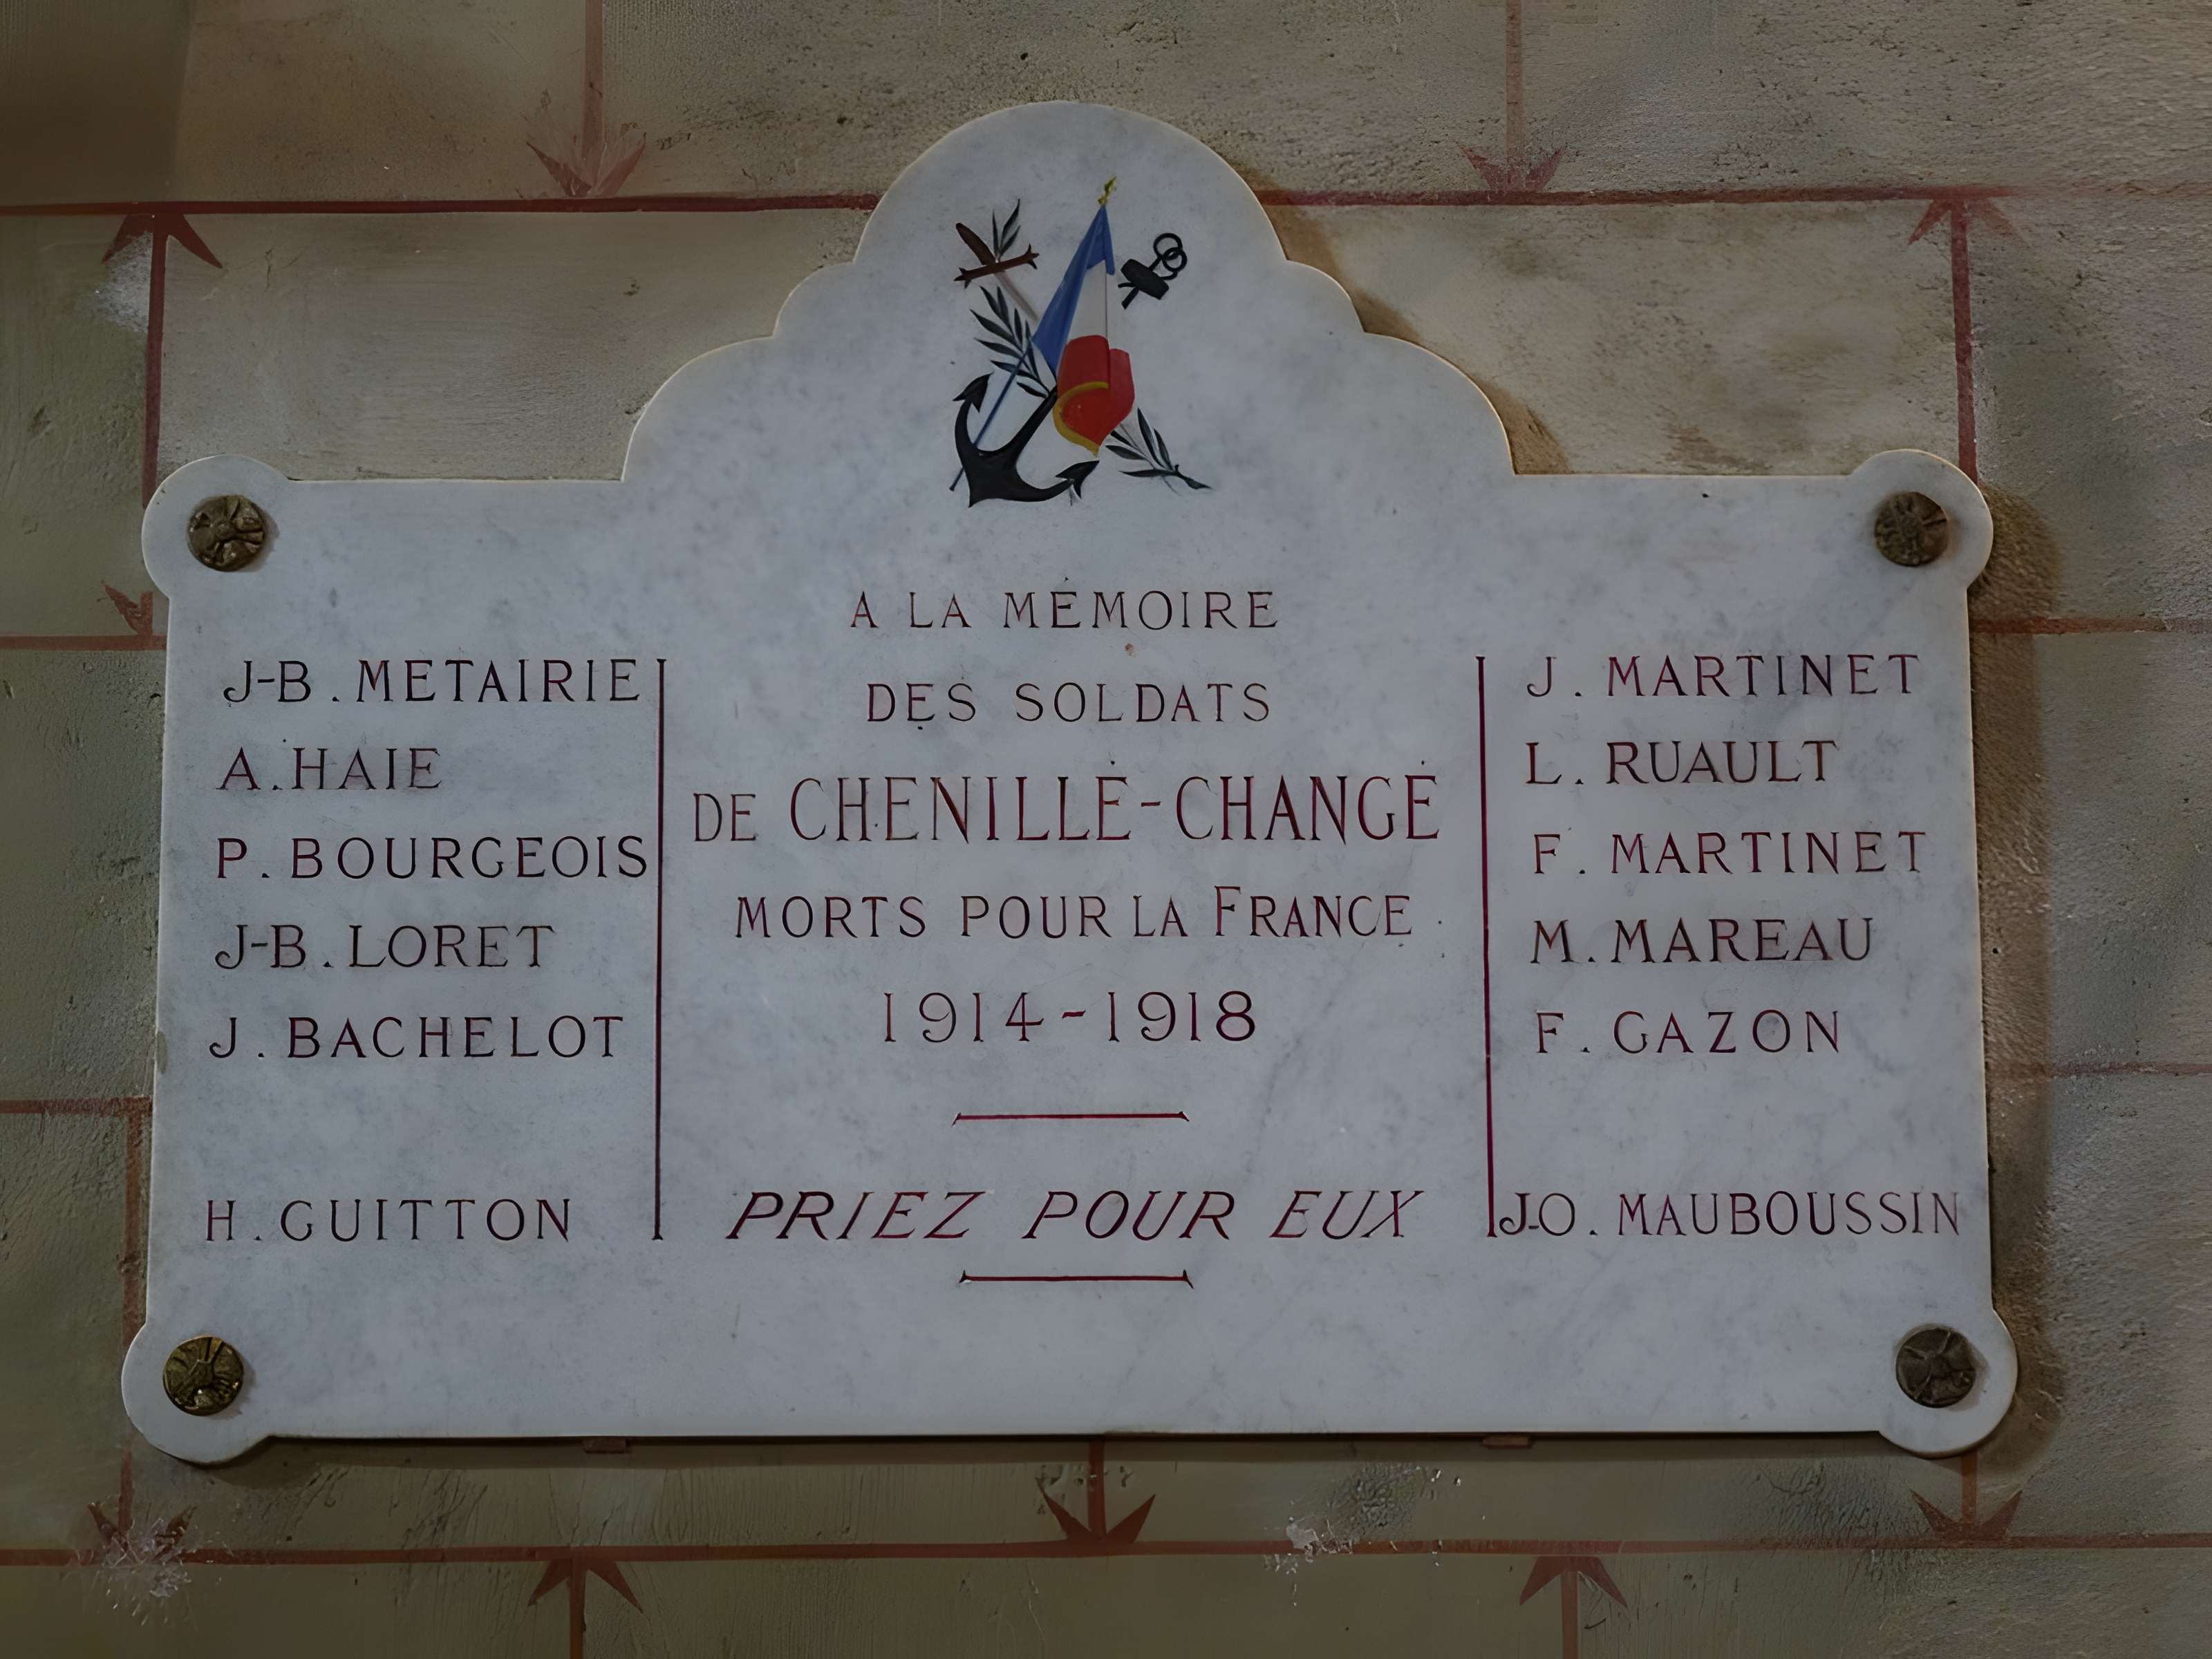 A LA MÉMOIRE
DES SOLDATS
DE CHENILLÉ-CHANGÉ
MORTS POUR LA FRANCE
1914-1918
PRIEZ POUR EUX
J-B. METAIRIE
A. HAIE
P. BOURGEOIS
J-B. LORET
J. BACHELOT
H. GUITTON
J. MARTINET
L. RUAULT
F. MARTINET
M. MAREAU
F. GAZON
J-O. MAUBOUSSIN